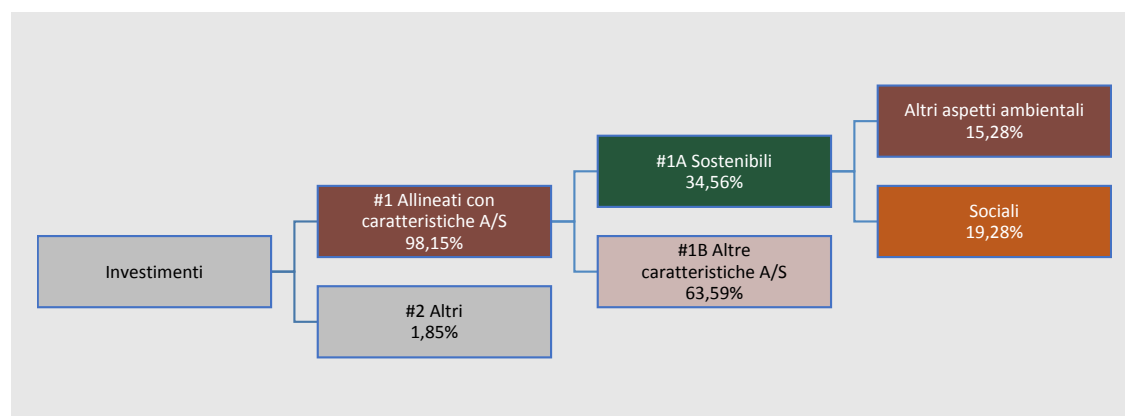 Investimenti
#1 Allineati con
caratteristiche A/S
98,15%
#2 Altri
1,85%
#1A Sostenibili
34,56%
#1B Altre
caratteristiche A/S
63,59%
Altri aspetti ambientali
15,28%
Sociali
19,28%